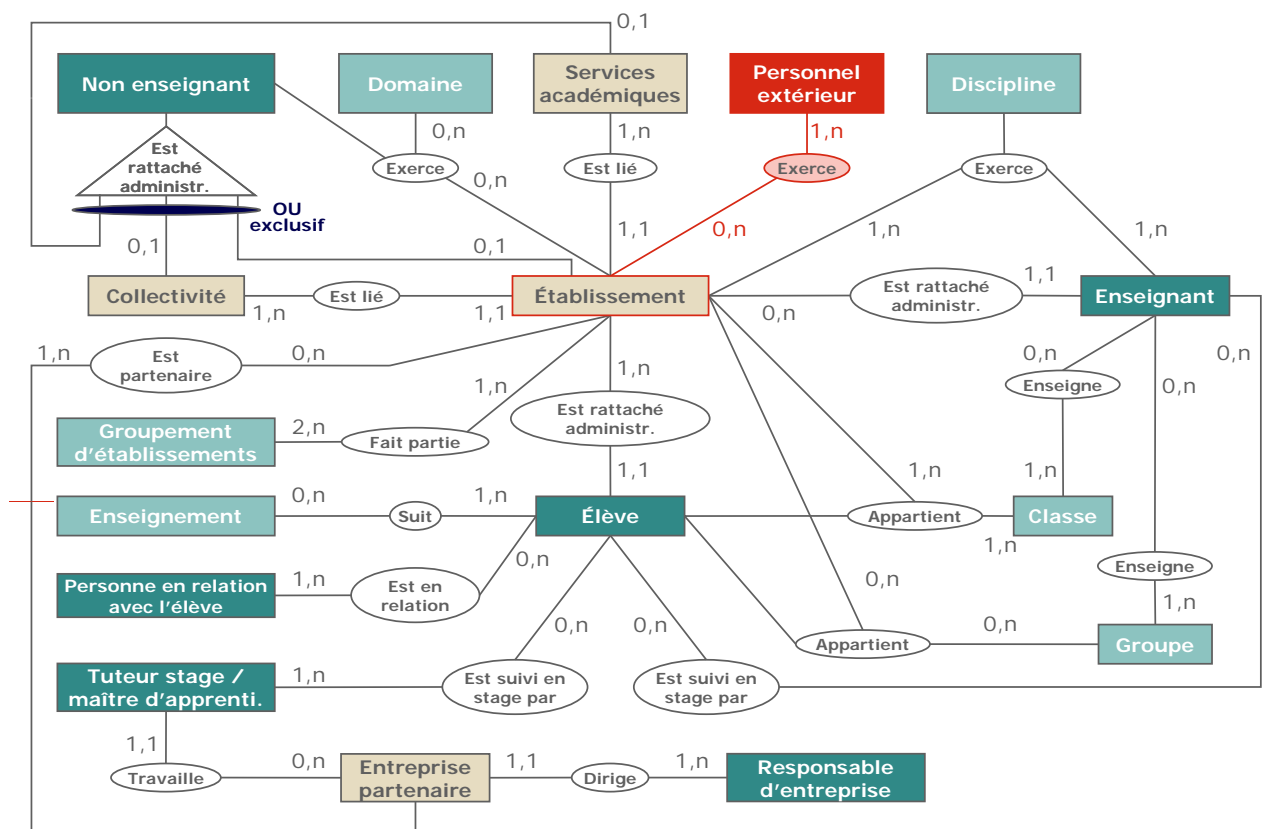 0,1
Non enseignant
Domaine
Services
académiques
Personnel
extérieur
Discipline
0,n
1,n
1,n
Est
rattaché
administr.
Exerce
Est lié
Exerce
Exerce
0,n
OU
exclusif
0,1
0,1
1,1
0,n
1,n
1,n
Collectivité
Est lié
Établissement
Est rattaché
administr.
1,1
Enseignant
1,n
1,1
0,n
1,n
Est
partenaire
0,n
1,n
1,n
0,n
Enseigne
0,n
0,n
Groupement
d'établissements
2,n
Fait partie
Est rattaché
administr.
1,1
1,n
1,n
Enseignement
0,n
Suit
1,n
Élève
Appartient
Classe
1,n
0,n
Personne en relation
avec l'élève
1,n
Est en
relation
0,n
Enseigne
1,n
0,n
0,n
Appartient
0,n
Groupe
Tuteur stage /
maître d'apprenti.
1,n
Est suivi en
stage par
Est suivi en
stage par
1,1
Travaille
0,n
Entreprise
partenaire
1,1
Dirige
1,n
Responsable
d'entreprise